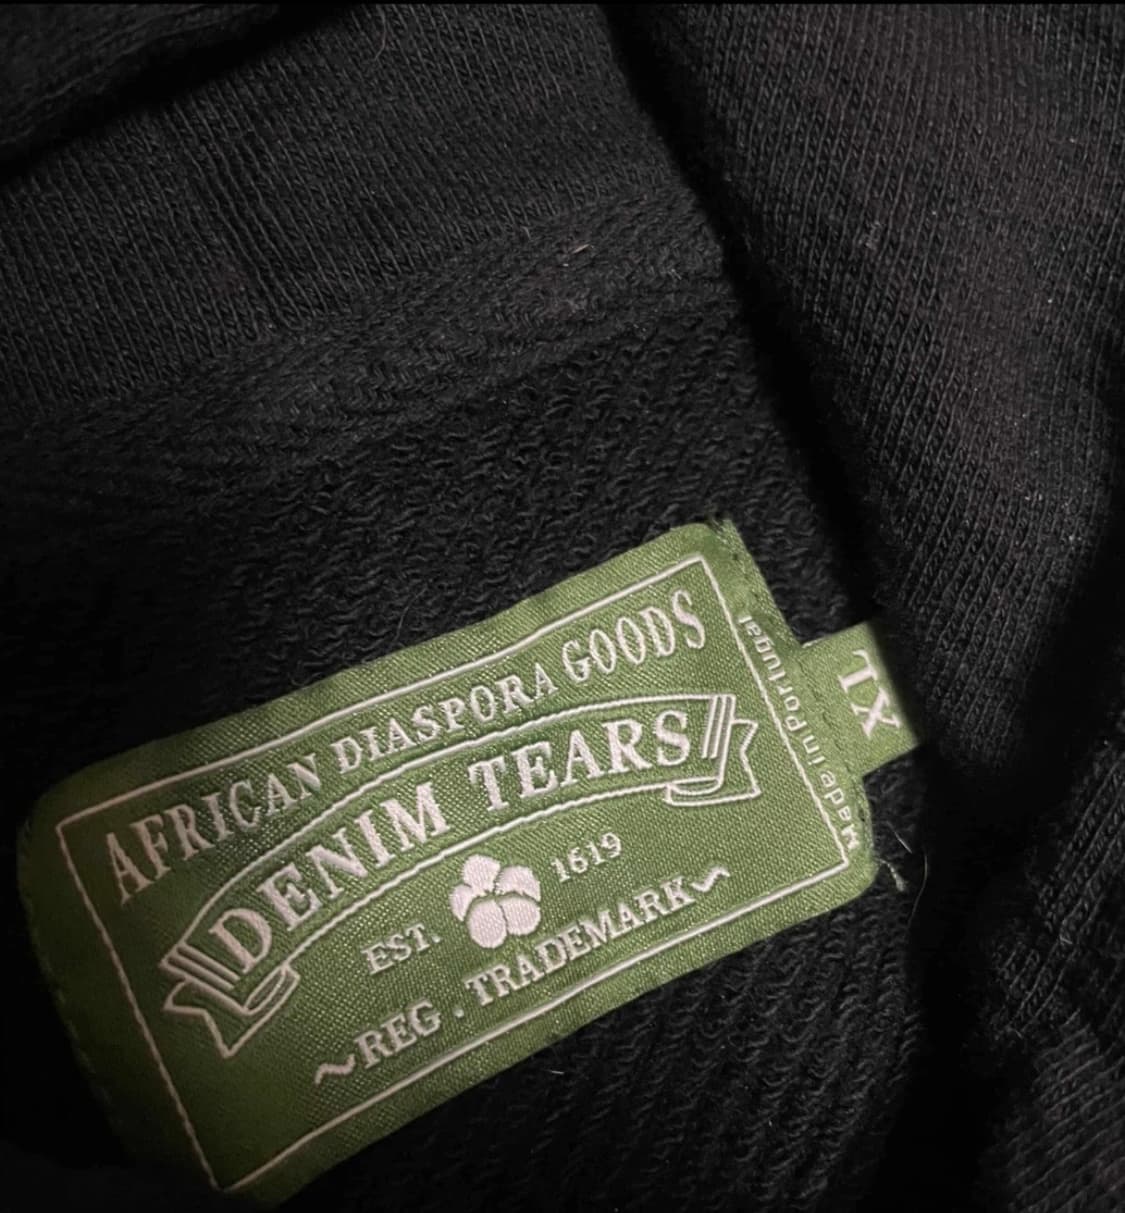 AFRICAN DIASPORA GOODS
DENIM TEARS
EST. 1619
~REG . TRADEMARK~
Made In Portugal
XL